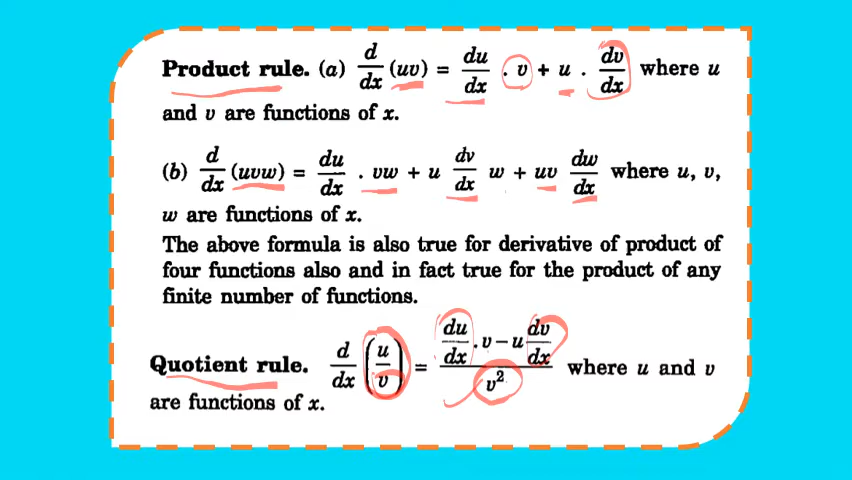 Product rule. (a) d/dx (uv) = du/dx . v + u . dv/dx where u
and v are functions of x.
(b) d/dx (uvw) = du/dx . vw + u dv/dx w + uv dw/dx where u, v,
w are functions of x.
The above formula is also true for derivative of product of
four functions also and in fact true for the product of any
finite number of functions.
Quotient rule. d/dx (u/v) = (du/dx . v − u dv/dx) / v² where u and v
are functions of x.